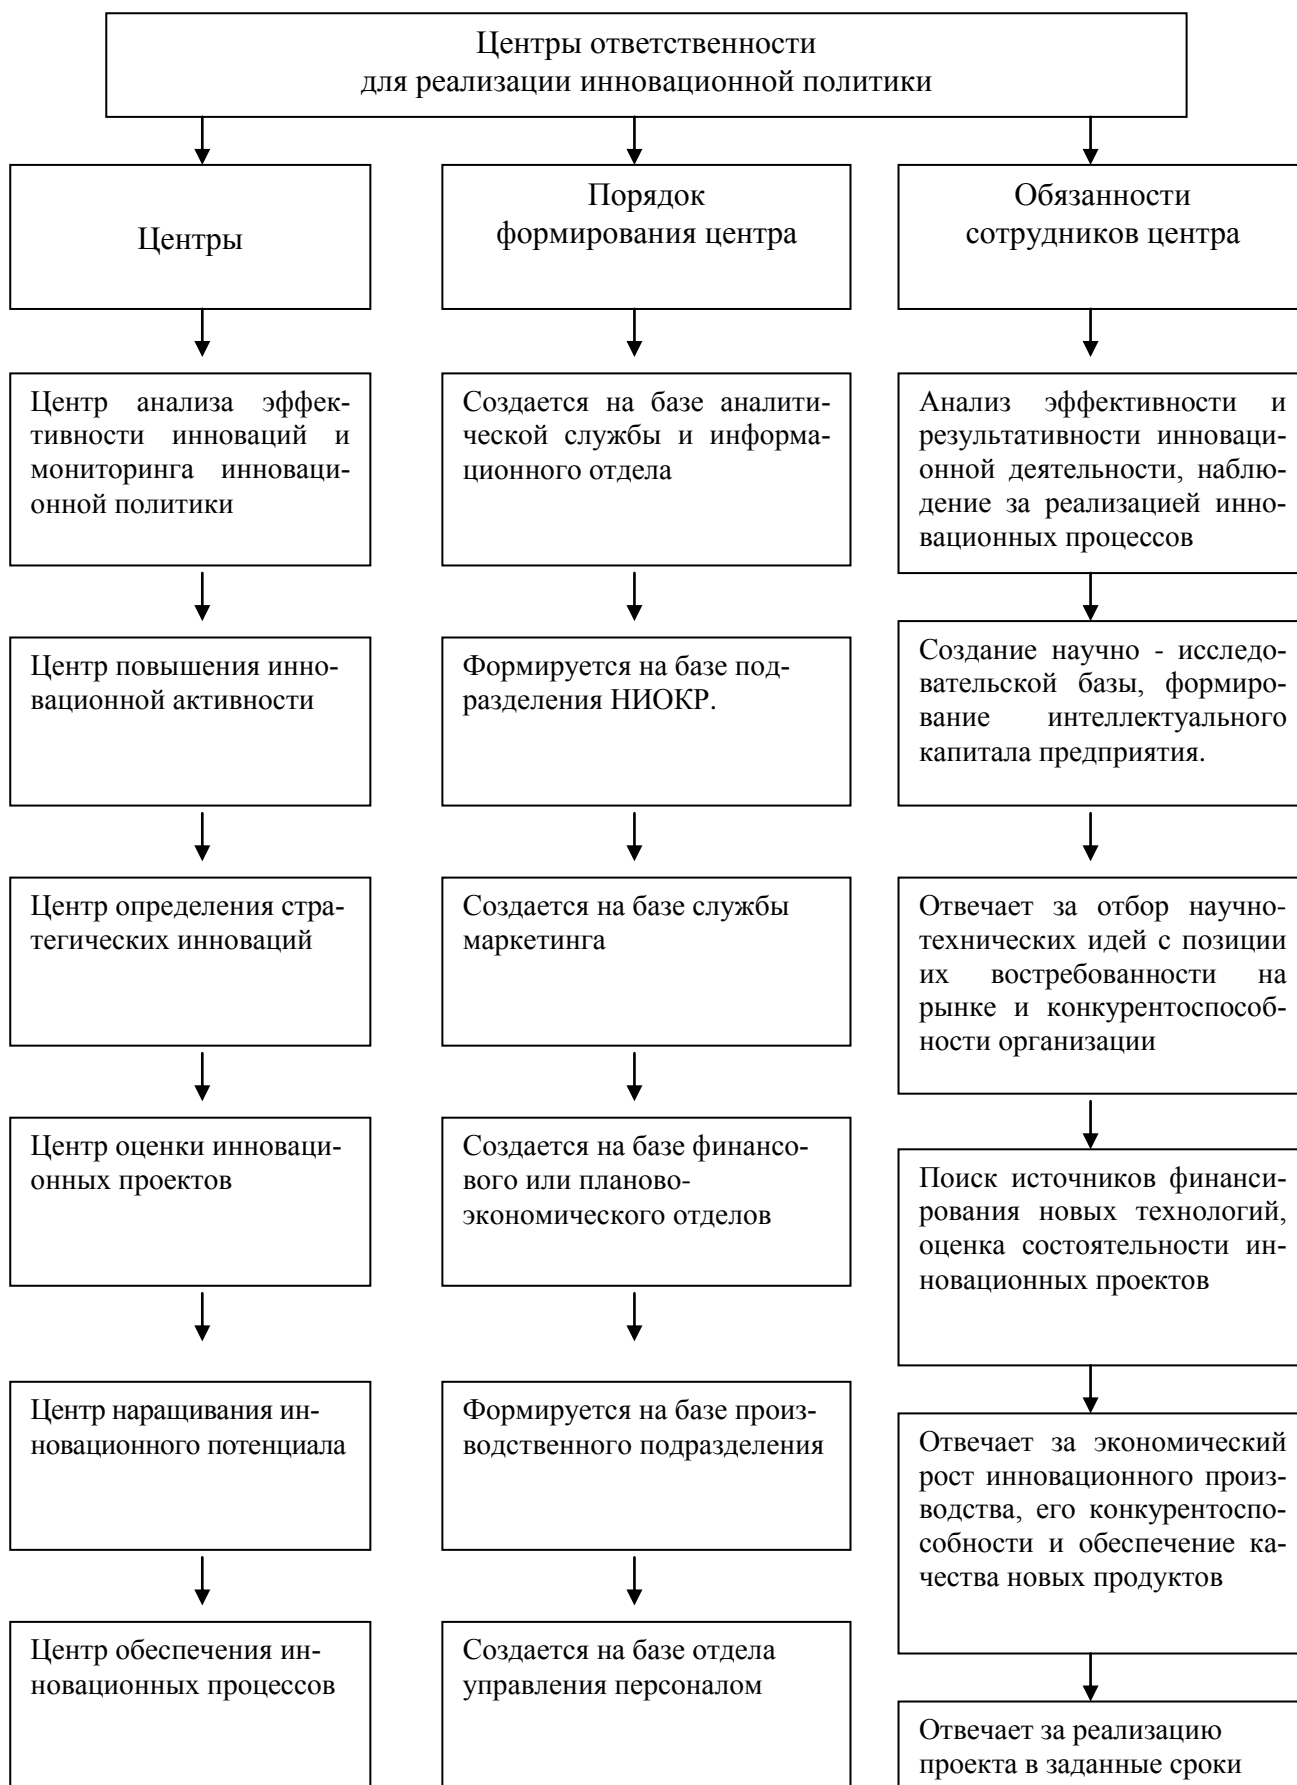 Центры ответственности
для реализации инновационной политики
Центры
Порядок
формирования центра
Обязанности
сотрудников центра
Центр анализа эффек-
тивности инноваций и
мониторинга инноваци-
онной политики
Создается на базе аналити-
ческой службы и информа-
ционного отдела
Анализ эффективности и
результативности инноваци-
онной деятельности, наблю-
дение за реализацией инно-
вационных процессов
Центр повышения инно-
вационной активности
Формируется на базе под-
разделения НИОКР.
Создание научно - исследо-
вательской базы, формиро-
вание интеллектуального
капитала предприятия.
Центр определения стра-
тегических инноваций
Создается на базе службы
маркетинга
Отвечает за отбор научно-
технических идей с позиции
их востребованности на
рынке и конкурентоспособ-
ности организации
Центр оценки инноваци-
онных проектов
Создается на базе финансо-
вого или планово-
экономического отделов
Поиск источников финанси-
рования новых технологий,
оценка состоятельности ин-
новационных проектов
Центр наращивания ин-
новационного потенциала
Формируется на базе произ-
водственного подразделения
Отвечает за экономический
рост инновационного произ-
водства, его конкурентоспо-
собности и обеспечение ка-
чества новых продуктов
Центр обеспечения ин-
новационных процессов
Создается на базе отдела
управления персоналом
Отвечает за реализацию
проекта в заданные сроки